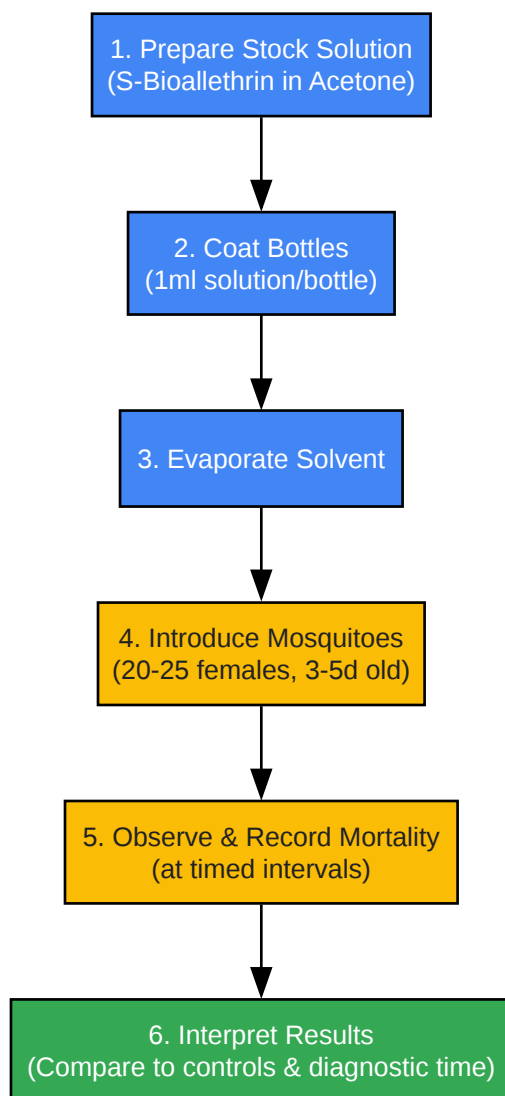 1. Prepare Stock Solution
(S-Bioallethrin in Acetone)
2. Coat Bottles
(1ml solution/bottle)
3. Evaporate Solvent
4. Introduce Mosquitoes
(20-25 females, 3-5d old)
5. Observe & Record Mortality
(at timed intervals)
6. Interpret Results
(Compare to controls & diagnostic time)